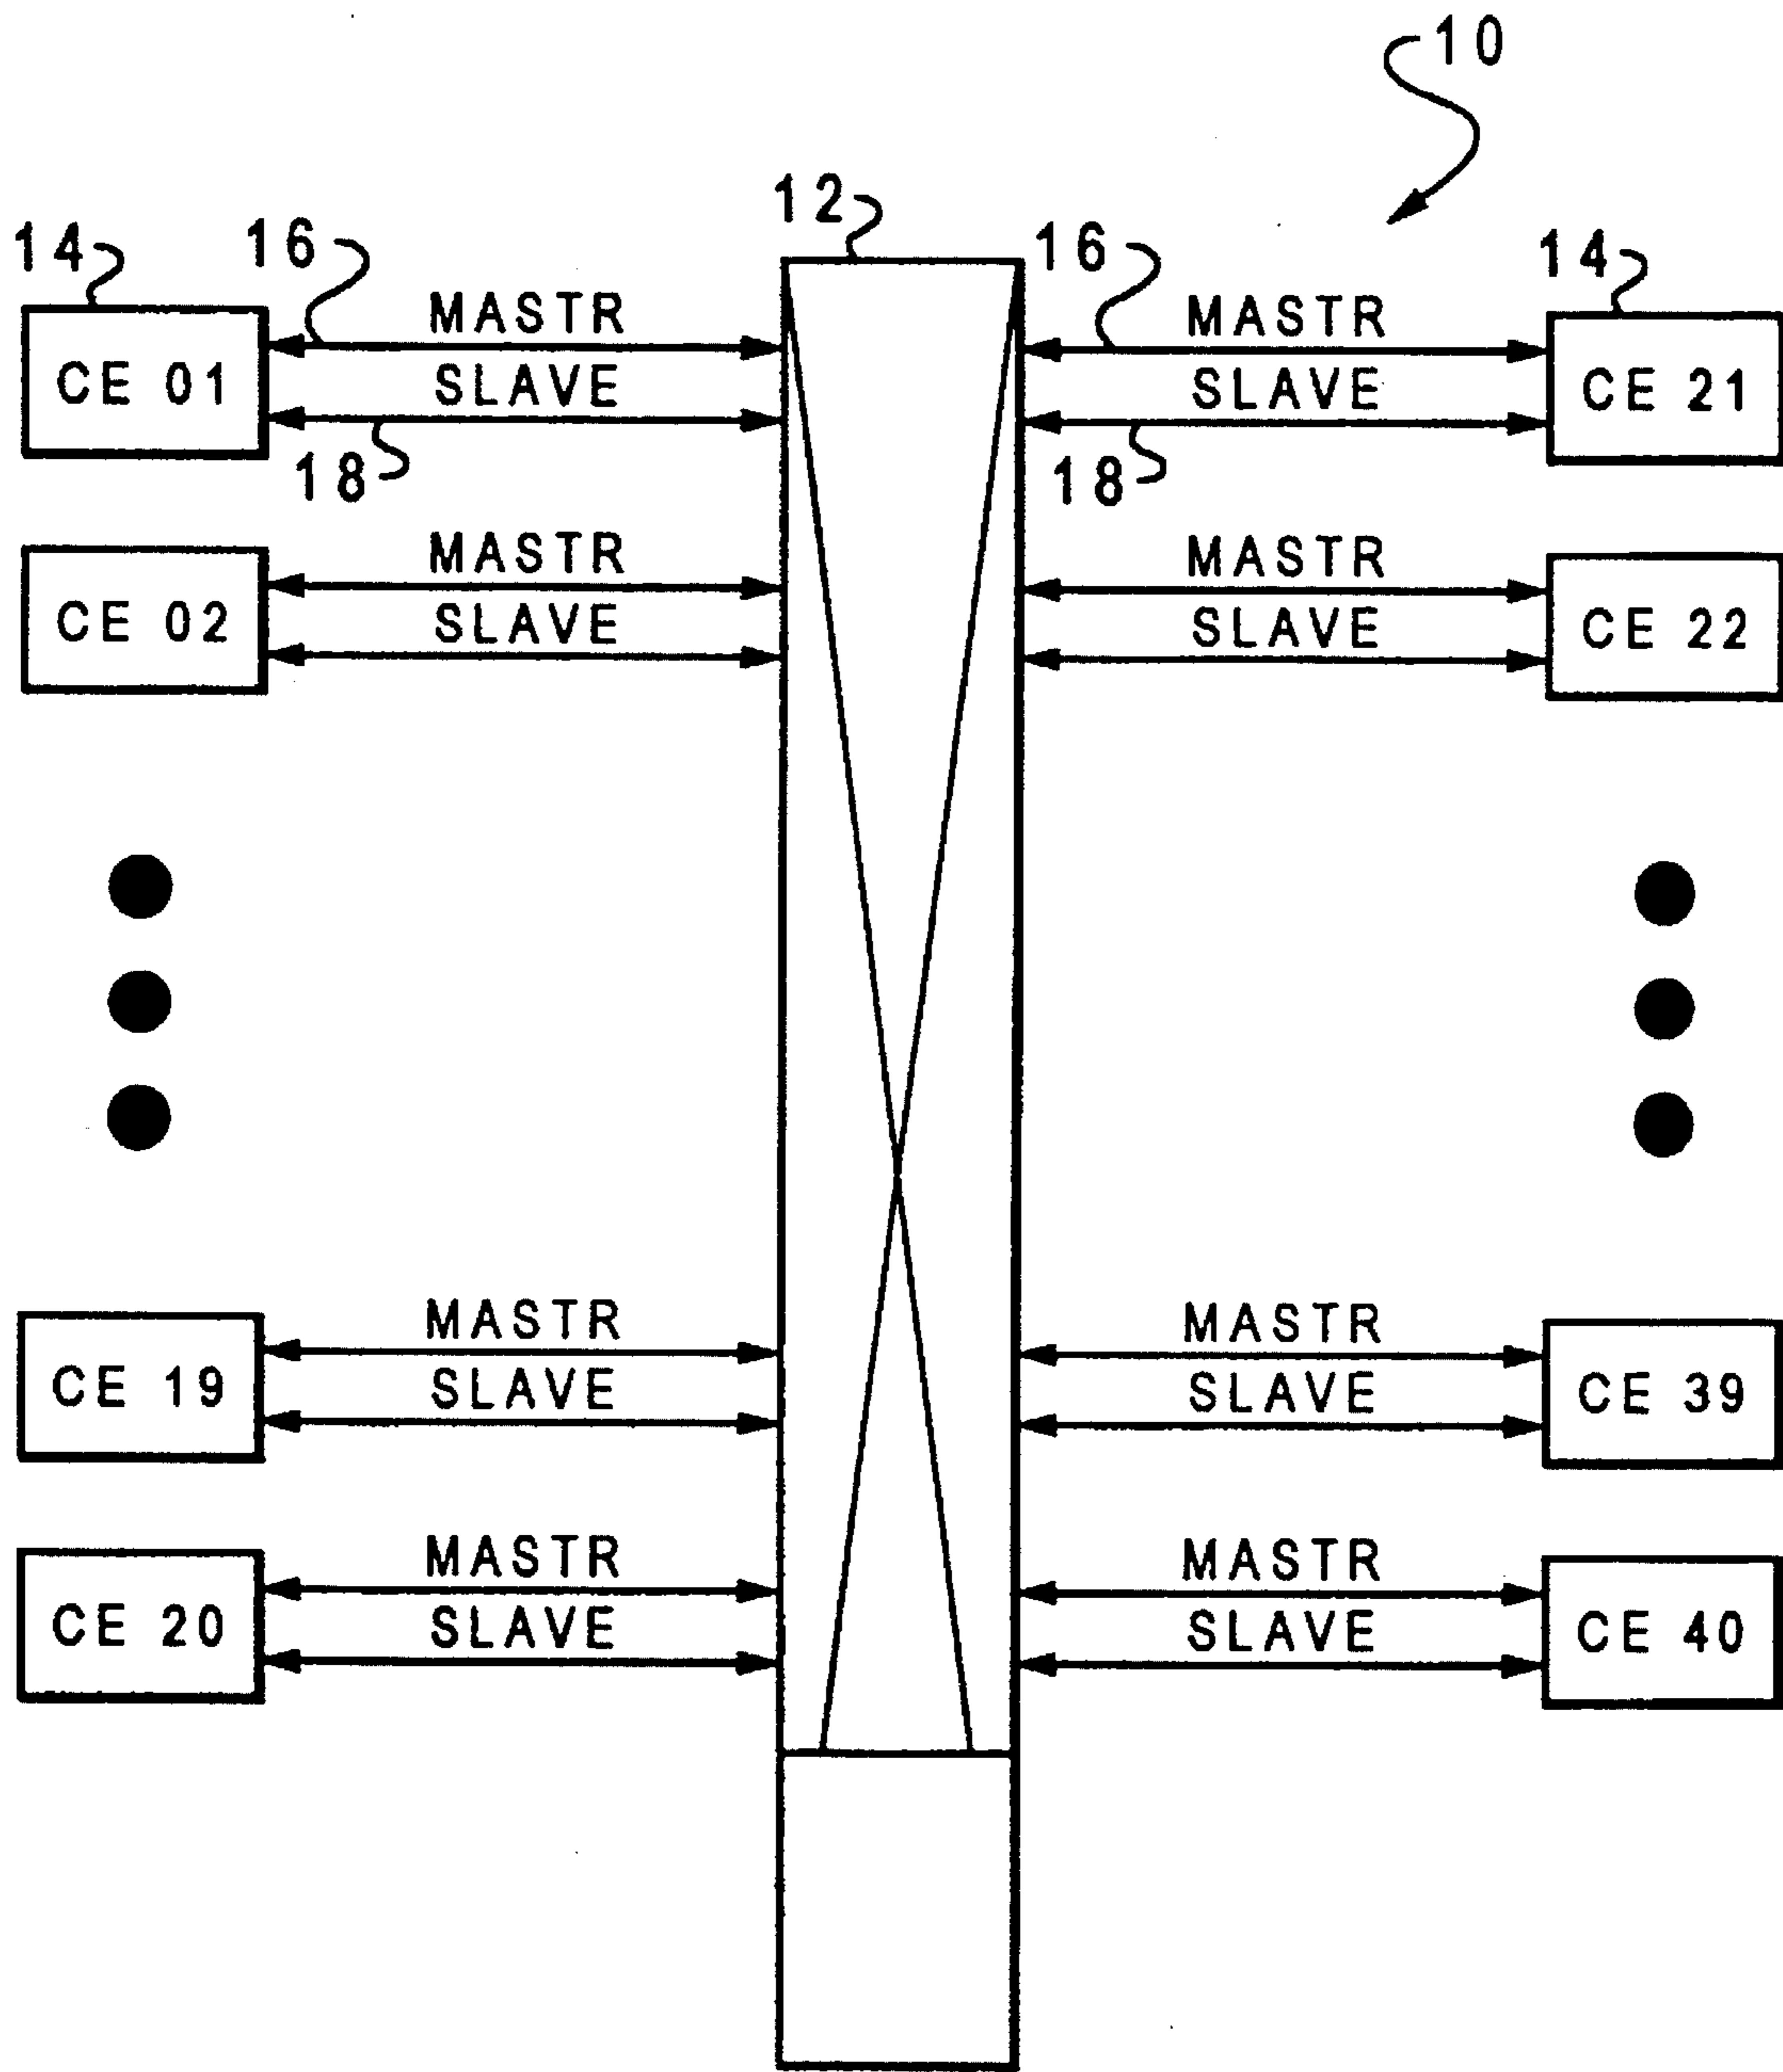 10
12
14 16 16 14
MASTR MASTR
CE 01 SLAVE SLAVE CE 21
18 18
MASTR MASTR
CE 02 SLAVE SLAVE CE 22
MASTR MASTR
CE 19 SLAVE SLAVE CE 39
MASTR MASTR
CE 20 SLAVE SLAVE CE 40